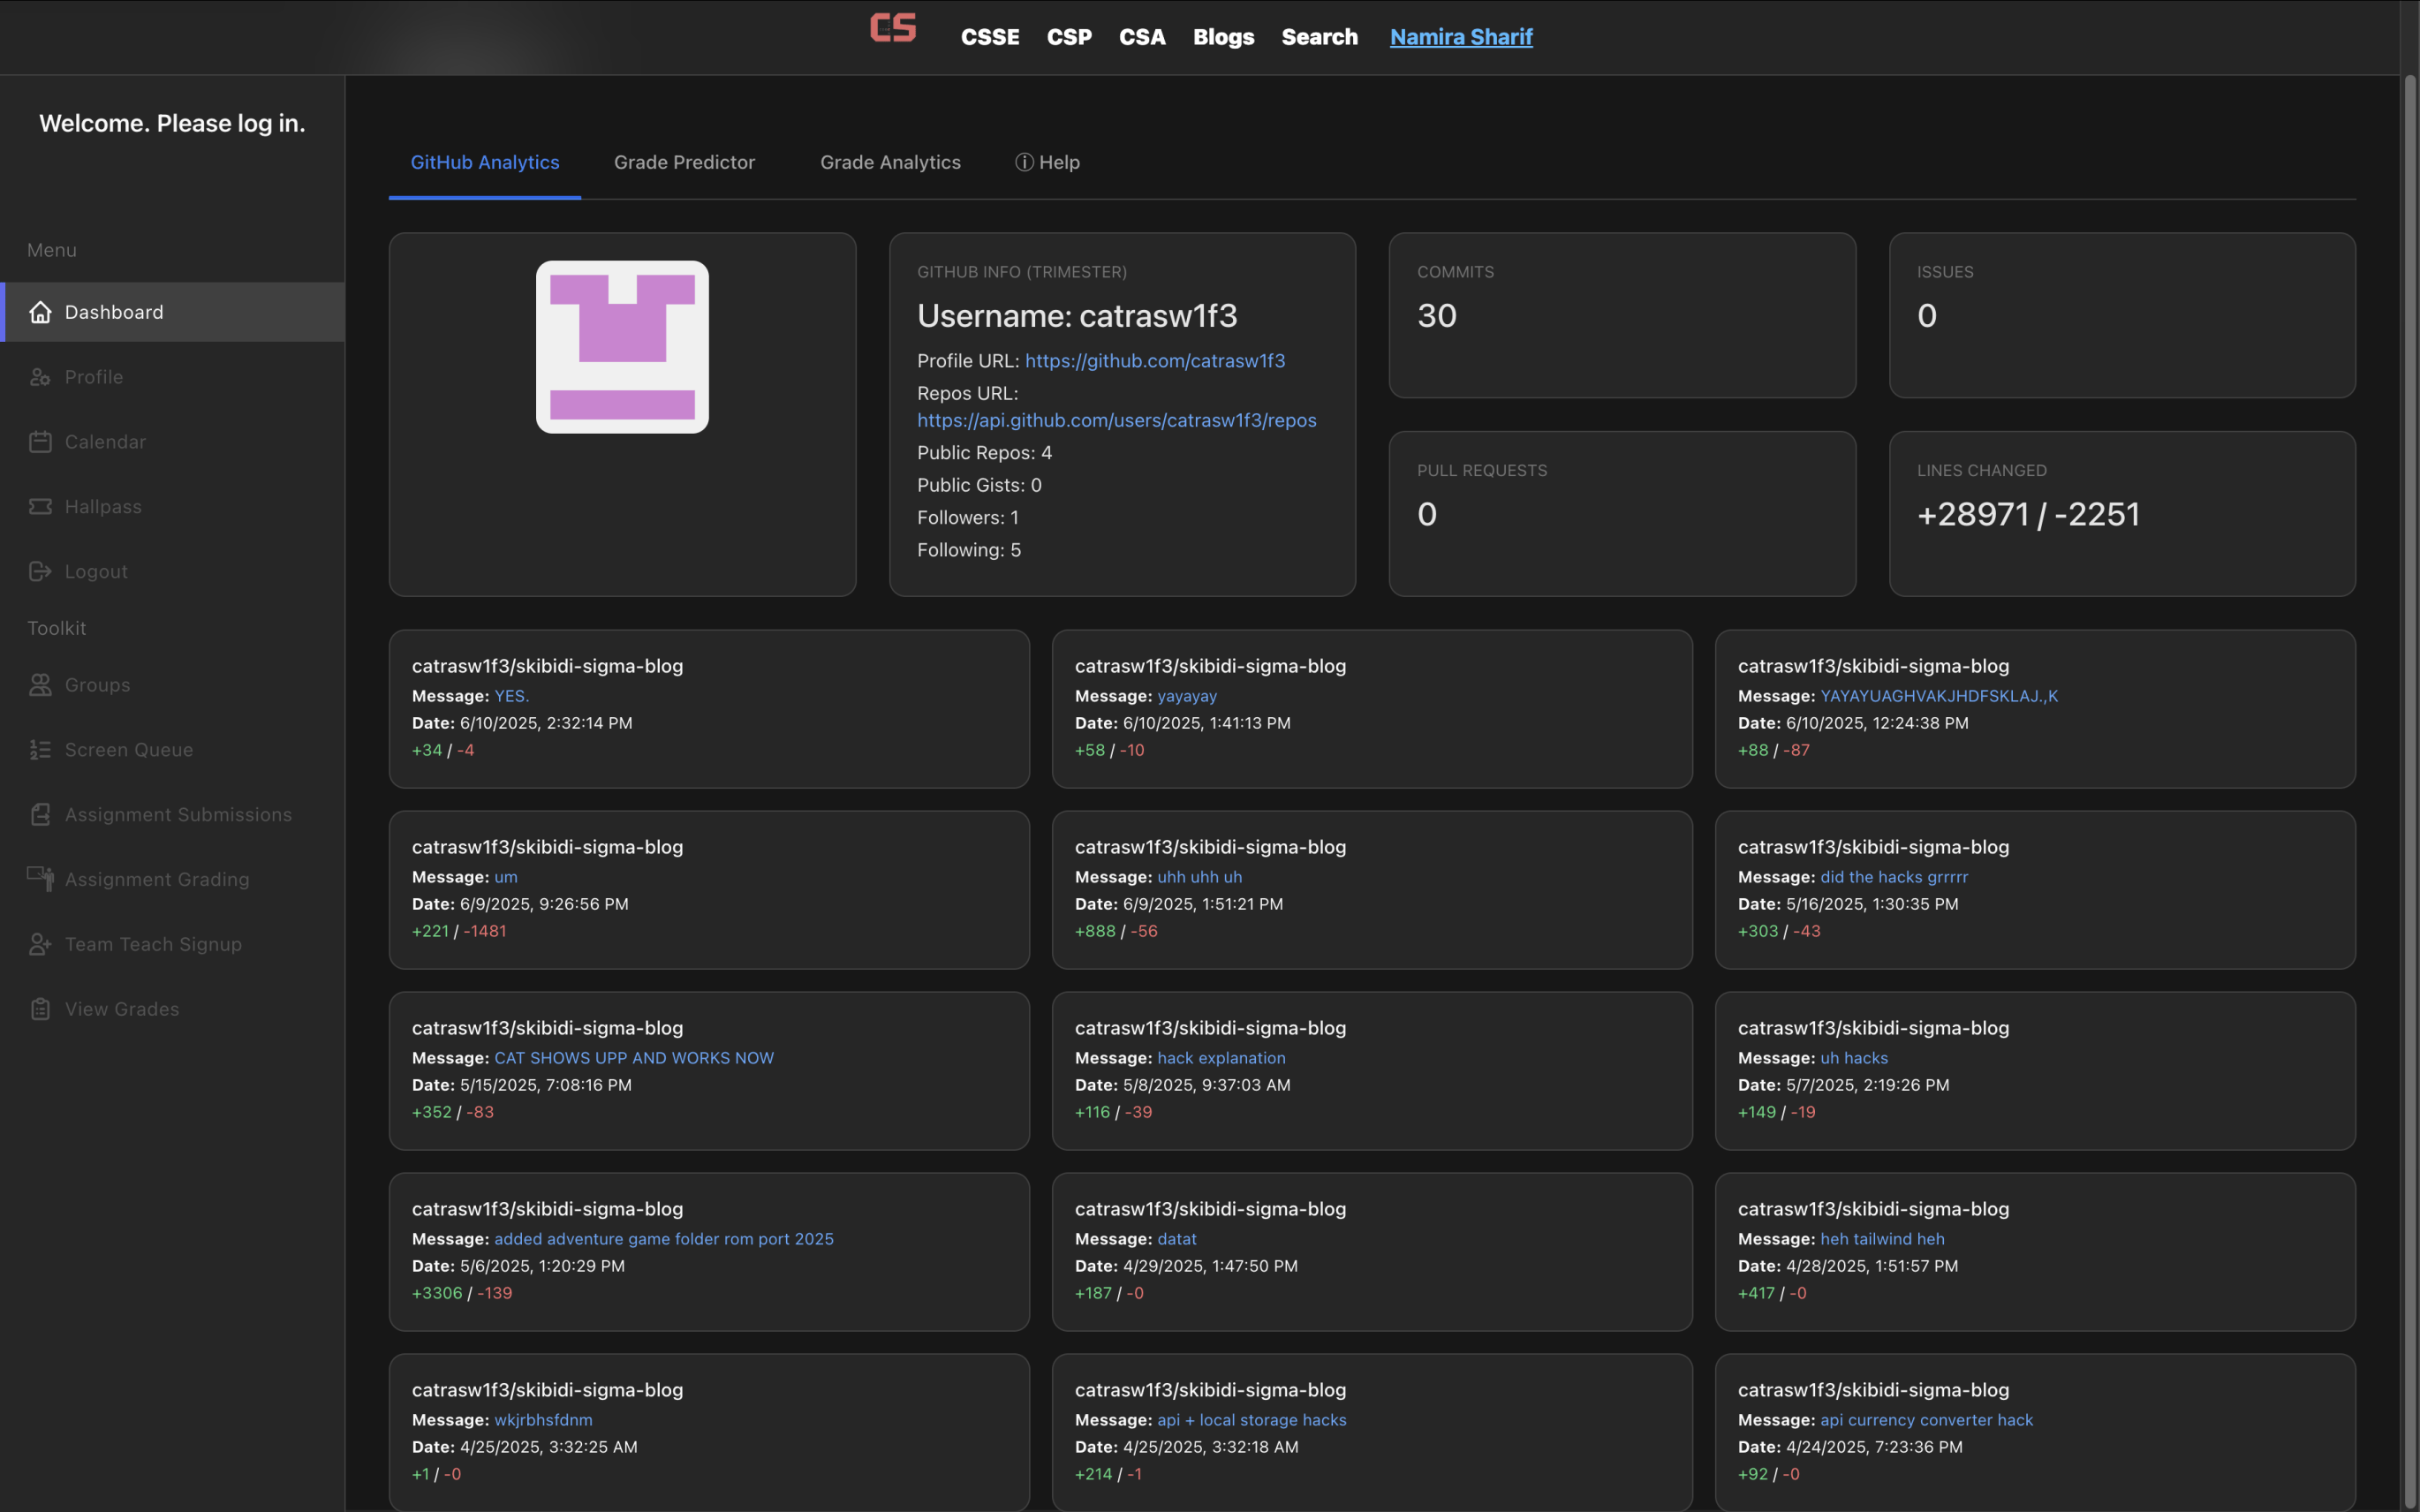 CS
CSSE
CSP
CSA
Blogs
Search
Namira Sharif
Welcome. Please log in.
Menu
Dashboard
Profile
Calendar
Hallpass
Logout
Toolkit
Groups
Screen Queue
Assignment Submissions
Assignment Grading
Team Teach Signup
View Grades
GitHub Analytics
Grade Predictor
Grade Analytics
Help
GITHUB INFO (TRIMESTER)
Username: catrasw1f3
Profile URL: https://github.com/catrasw1f3
Repos URL:
https://api.github.com/users/catrasw1f3/repos
Public Repos: 4
Public Gists: 0
Followers: 1
Following: 5
COMMITS
30
ISSUES
0
PULL REQUESTS
0
LINES CHANGED
+28971 / -2251
catrasw1f3/skibidi-sigma-blog
Message: YES.
Date: 6/10/2025, 2:32:14 PM
+34 / -4
catrasw1f3/skibidi-sigma-blog
Message: yayayay
Date: 6/10/2025, 1:41:13 PM
+58 / -10
catrasw1f3/skibidi-sigma-blog
Message: YAYAYUAGHVAKJHDFSKLAJ.,K
Date: 6/10/2025, 12:24:38 PM
+88 / -87
catrasw1f3/skibidi-sigma-blog
Message: um
Date: 6/9/2025, 9:26:56 PM
+221 / -1481
catrasw1f3/skibidi-sigma-blog
Message: uhh uhh uh
Date: 6/9/2025, 1:51:21 PM
+888 / -56
catrasw1f3/skibidi-sigma-blog
Message: did the hacks grrrrr
Date: 5/16/2025, 1:30:35 PM
+303 / -43
catrasw1f3/skibidi-sigma-blog
Message: CAT SHOWS UPP AND WORKS NOW
Date: 5/15/2025, 7:08:16 PM
+352 / -83
catrasw1f3/skibidi-sigma-blog
Message: hack explanation
Date: 5/8/2025, 9:37:03 AM
+116 / -39
catrasw1f3/skibidi-sigma-blog
Message: uh hacks
Date: 5/7/2025, 2:19:26 PM
+149 / -19
catrasw1f3/skibidi-sigma-blog
Message: added adventure game folder rom port 2025
Date: 5/6/2025, 1:20:29 PM
+3306 / -139
catrasw1f3/skibidi-sigma-blog
Message: datat
Date: 4/29/2025, 1:47:50 PM
+187 / -0
catrasw1f3/skibidi-sigma-blog
Message: heh tailwind heh
Date: 4/28/2025, 1:51:57 PM
+417 / -0
catrasw1f3/skibidi-sigma-blog
Message: wkjrbhsfdnm
Date: 4/25/2025, 3:32:25 AM
+1 / -0
catrasw1f3/skibidi-sigma-blog
Message: api + local storage hacks
Date: 4/25/2025, 3:32:18 AM
+214 / -1
catrasw1f3/skibidi-sigma-blog
Message: api currency converter hack
Date: 4/24/2025, 7:23:36 PM
+92 / -0